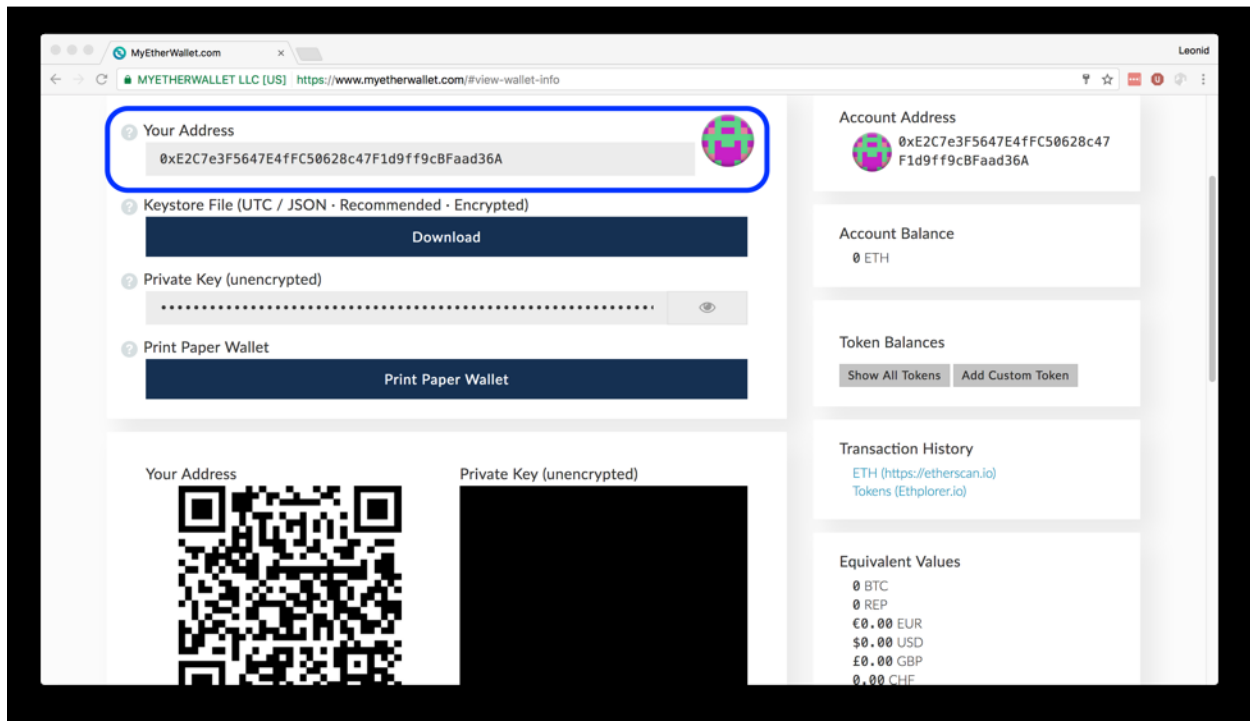 MyEtherWallet.com
Leonid
MYETHERWALLET LLC [US] https://www.myetherwallet.com/#view-wallet-info
Your Address
0xE2C7e3F5647E4fFC50628c47F1d9ff9cBFaad36A
Keystore File (UTC / JSON · Recommended · Encrypted)
Download
Private Key (unencrypted)
Print Paper Wallet
Print Paper Wallet
Your Address
Private Key (unencrypted)
Account Address
0xE2C7e3F5647E4fFC50628c47
F1d9ff9cBFaad36A
Account Balance
0 ETH
Token Balances
Show All Tokens Add Custom Token
Transaction History
ETH (https://etherscan.io)
Tokens (Ethplorer.io)
Equivalent Values
0 BTC
0 REP
€0.00 EUR
$0.00 USD
£0.00 GBP
0.00 CHF